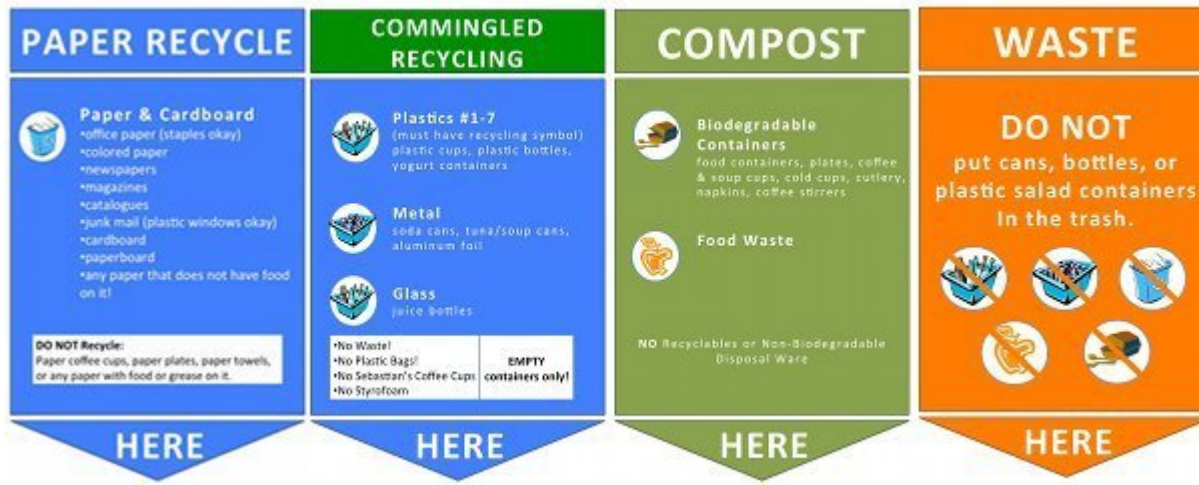 PAPER RECYCLE
Paper & Cardboard
•office paper (staples okay)
•colored paper
•newspapers
•magazines
•catalogues
•junk mail (plastic windows okay)
•cardboard
•paperboard
•any paper that does not have food
on it!
DO NOT Recycle:
Paper coffee cups, paper plates, paper towels,
or any paper with food or grease on it.
HERE
COMMINGLED
RECYCLING
Plastics #1-7
(must have recycling symbol)
plastic cups, plastic bottles,
yogurt containers
Metal
soda cans, tuna/soup cans,
aluminum foil
Glass
juice bottles
•No Waste!
•No Plastic Bags!
•No Sebastian's Coffee Cups
•No Styrofoam
EMPTY
containers only!
HERE
COMPOST
Biodegradable
Containers
food containers, plates, coffee
& soup cups, cold cups, cutlery,
napkins, coffee stirrers
Food Waste
NO Recyclables or Non-Biodegradable
Disposal Ware
HERE
WASTE
DO NOT
put cans, bottles, or
plastic salad containers
In the trash.
HERE